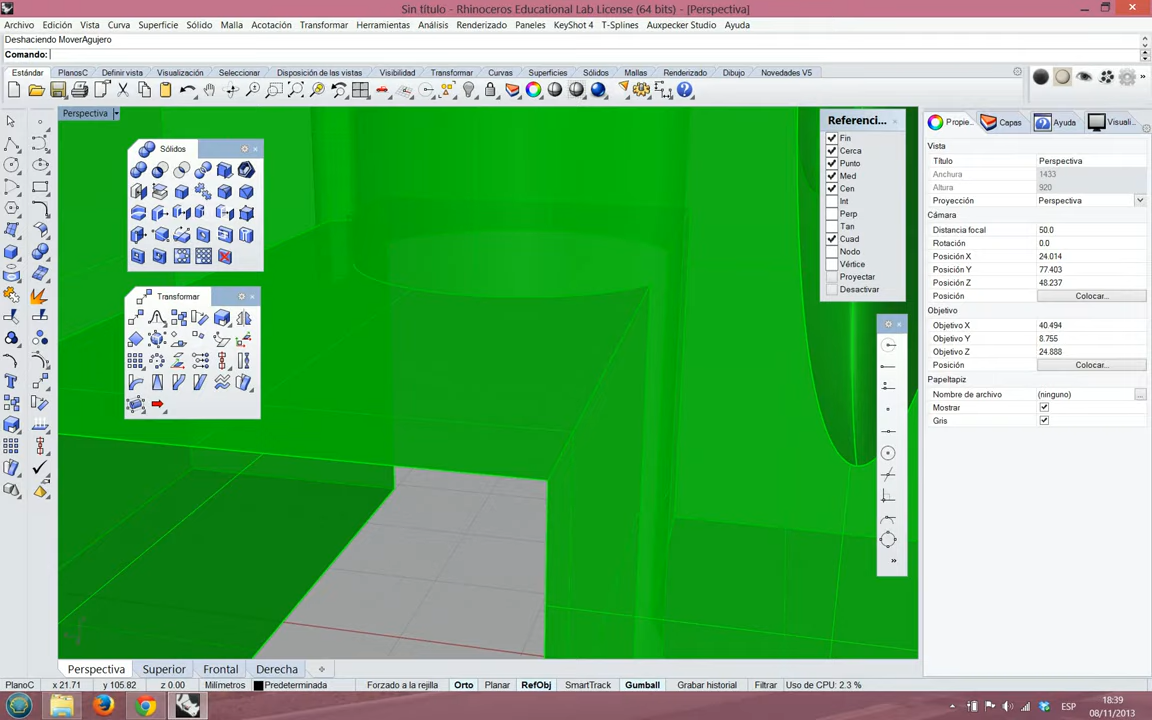 Sin título - Rhinoceros Educational Lab License (64 bits) - [Perspectiva]
Archivo Edición Vista Curva Superficie Sólido Malla Acotación Transformar Herramientas Análisis Renderizado Paneles KeyShot 4 T-Splines Auxpecker Studio Ayuda
Deshaciendo MoverAgujero
Comando:
Estándar PlanosC Definir vista Visualización Seleccionar Disposición de las vistas Visibilidad Transformar Curvas Superficies Sólidos Mallas Renderizado Dibujo Novedades V5
Perspectiva
Referenci...
Propie... Capas Ayuda Visuali...
Fin
Cerca
Punto
Med
Cen
Int
Perp
Tan
Cuad
Nodo
Vértice
Proyectar
Desactivar
Sólidos
Transformar
Vista
Título Perspectiva
Anchura 1433
Altura 920
Proyección Perspectiva
Cámara
Distancia focal 50.0
Rotación 0.0
Posición X 24.014
Posición Y 77.403
Posición Z 48.237
Posición Colocar...
Objetivo
Objetivo X 40.494
Objetivo Y 8.755
Objetivo Z 24.888
Posición Colocar...
Papeltapiz
Nombre de archivo (ninguno) ...
Mostrar
Gris
»
Perspectiva Superior Frontal Derecha
PlanoC x 21.71 y 105.82 z 0.00 Milímetros Predeterminada Forzado a la rejilla Orto Planar RefObj SmartTrack Gumball Grabar historial Filtrar Uso de CPU: 2.3 %
ESP
18:39
08/11/2013